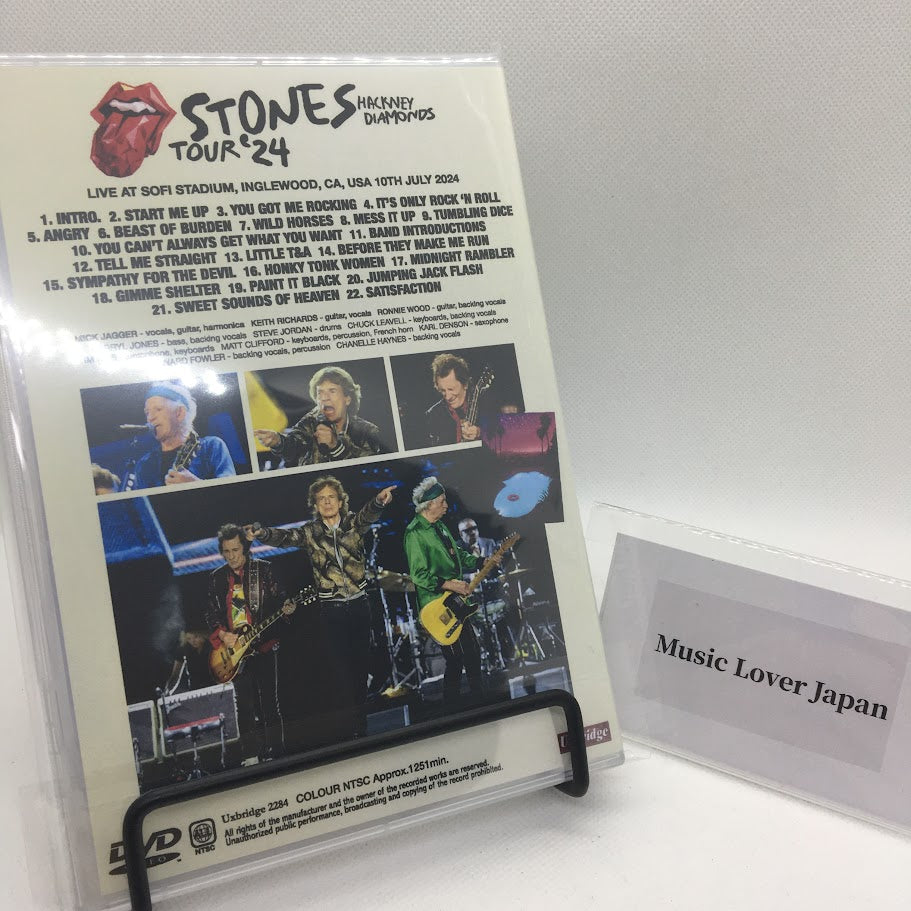 STONES HACKNEY DIAMONDS
TOUR '24
LIVE AT SOFI STADIUM, INGLEWOOD, CA, USA 10TH JULY 2024
1. INTRO. 2. START ME UP 3. YOU GOT ME ROCKING 4. IT'S ONLY ROCK 'N ROLL
5. ANGRY 6. BEAST OF BURDEN 7. WILD HORSES 8. MESS IT UP 9. TUMBLING DICE
10. YOU CAN'T ALWAYS GET WHAT YOU WANT 11. BAND INTRODUCTIONS
12. TELL ME STRAIGHT 13. LITTLE T&A 14. BEFORE THEY MAKE ME RUN
15. SYMPATHY FOR THE DEVIL 16. HONKY TONK WOMEN 17. MIDNIGHT RAMBLER
18. GIMME SHELTER 19. PAINT IT BLACK 20. JUMPING JACK FLASH
21. SWEET SOUNDS OF HEAVEN 22. SATISFACTION
MICK JAGGER - vocals, guitar, harmonica KEITH RICHARDS - guitar, vocals RONNIE WOOD - guitar, backing vocals
JONES - bass, backing vocals STEVE JORDAN - drums CHUCK LEAVELL - keyboards, backing vocals
keyboards MATT CLIFFORD - keyboards, percussion, French horn KARL DENSON - saxophone
FOWLER - backing vocals, percussion CHANELLE HAYNES - backing vocals
Uxbridge 2284 COLOUR NTSC Approx.1251min.
All rights of the manufacturer and the owner of the recorded works are reserved.
Unauthorized public performance, broadcasting and copying of the record prohibited.
DVD
VIDEO
ALL
NTSC
Music Lover Japan